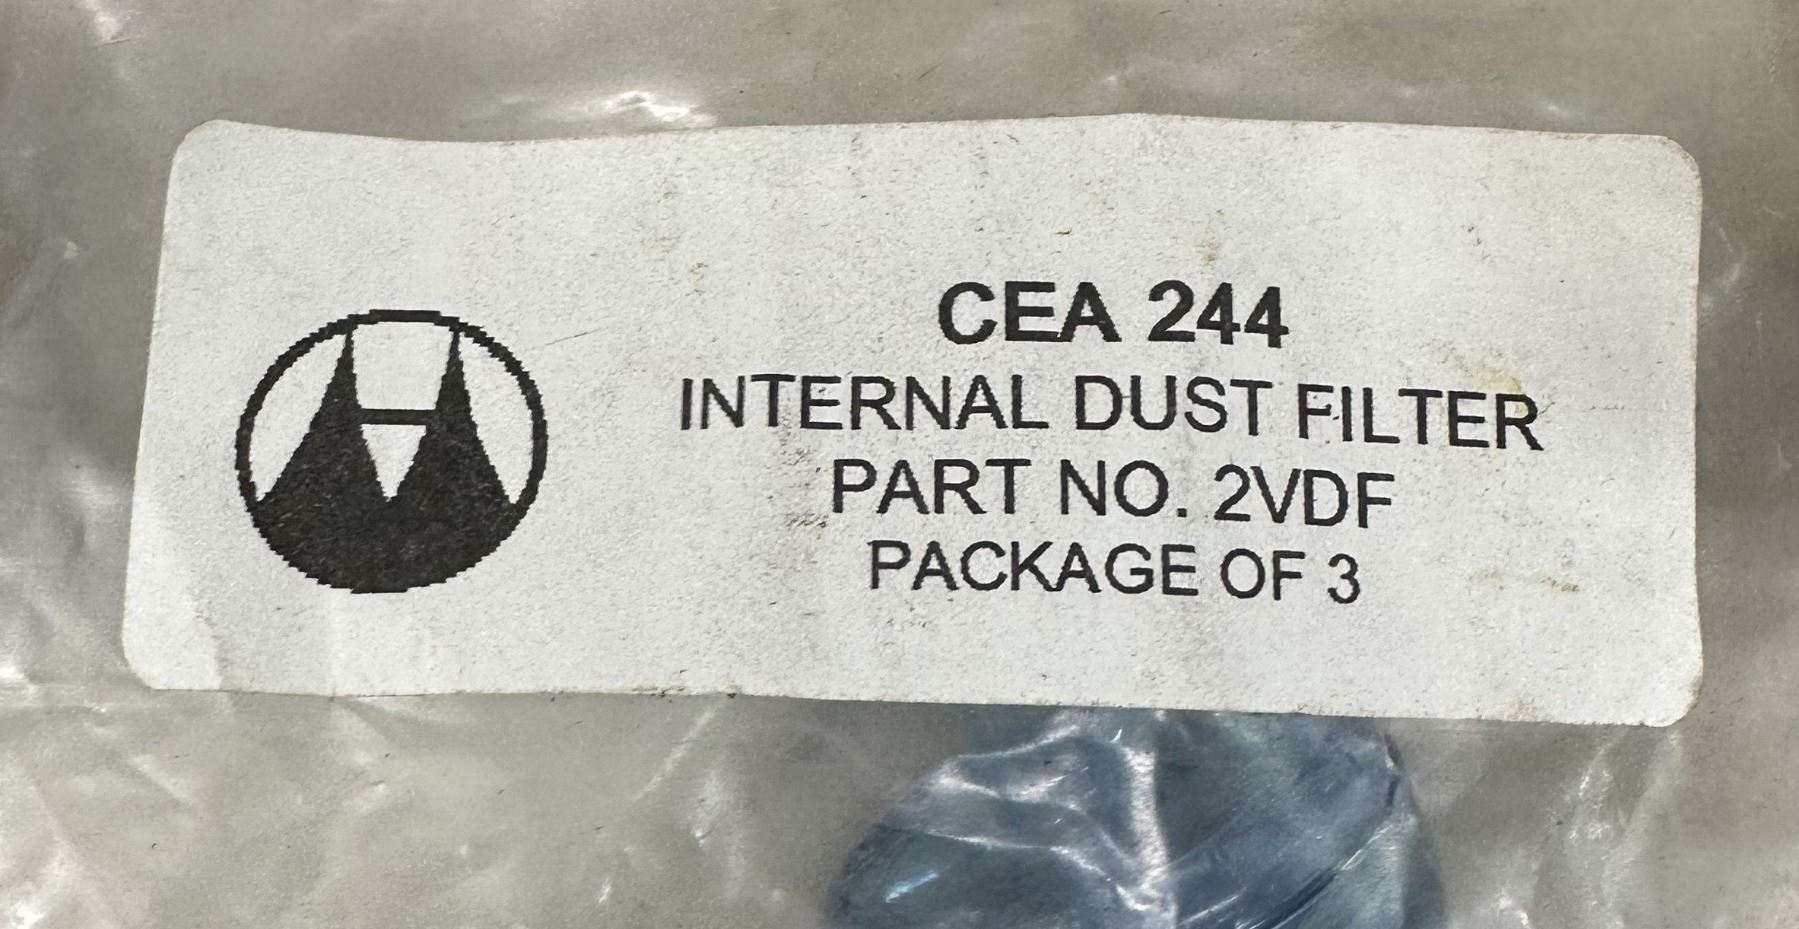 CEA 244
INTERNAL DUST FILTER
PART NO. 2VDF
PACKAGE OF 3